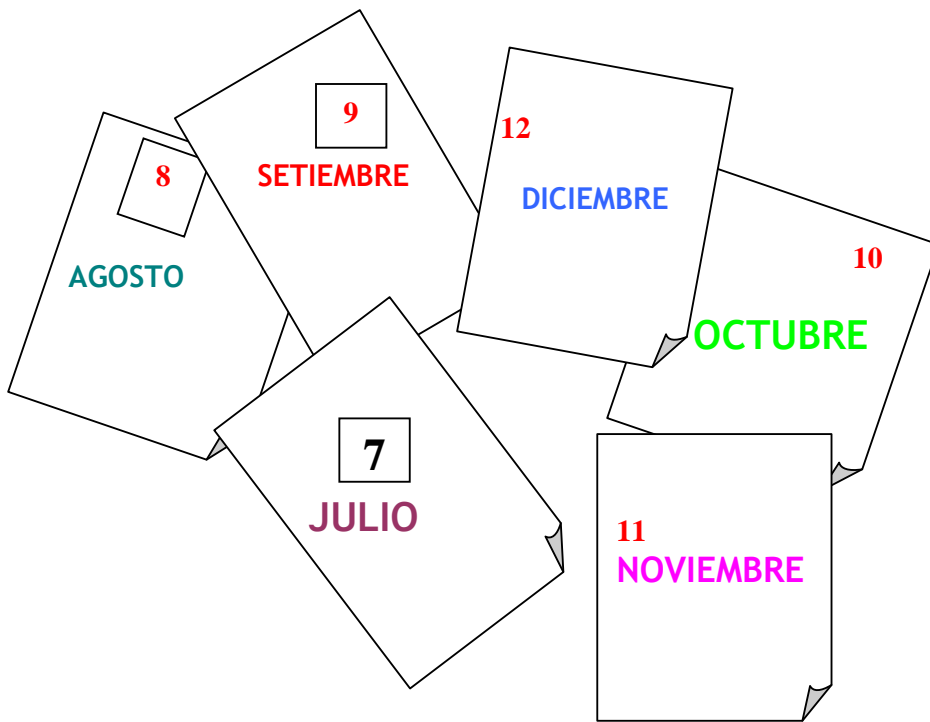 8
AGOSTO
9
SETIEMBRE
12
DICIEMBRE
10
OCTUBRE
7
JULIO
11
NOVIEMBRE